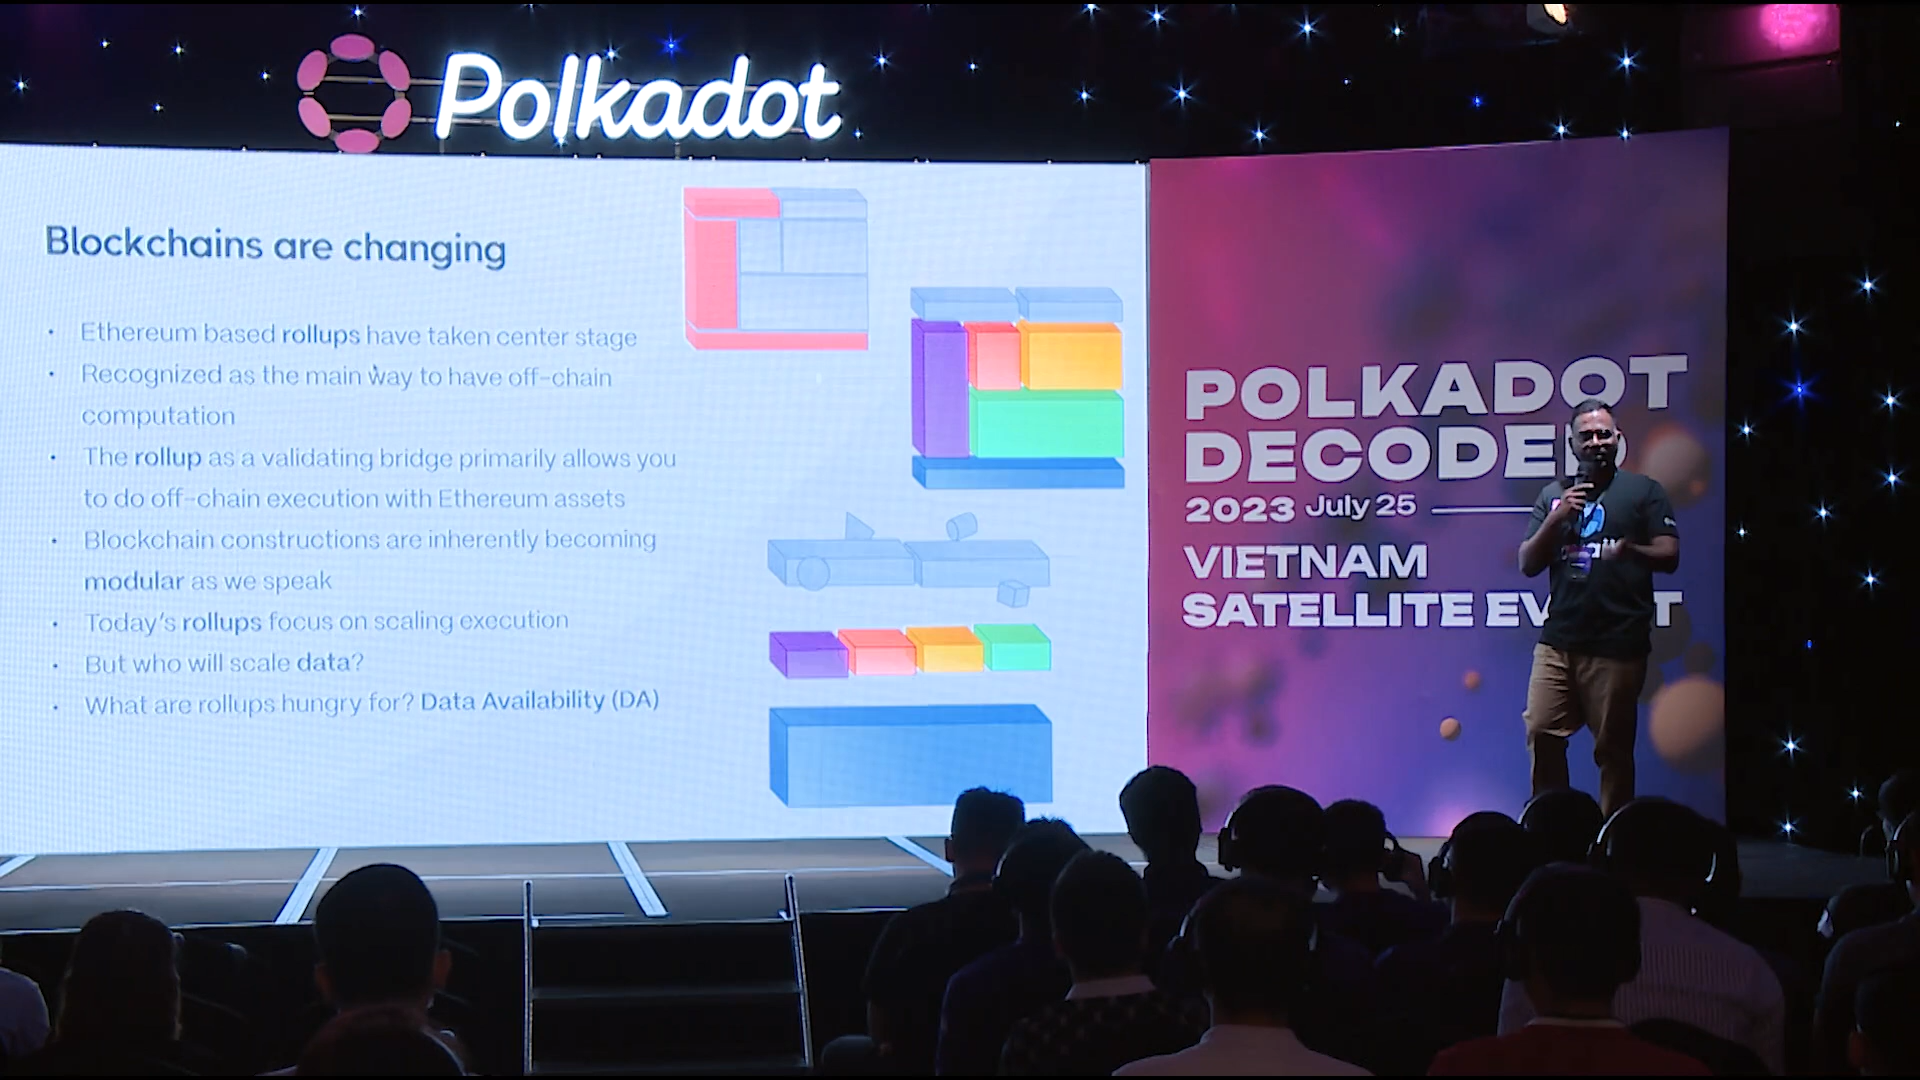 Polkadot
Blockchains are changing
• Ethereum based rollups have taken center stage
• Recognized as the main way to have off-chain
computation
• The rollup as a validating bridge primarily allows you
to do off-chain execution with Ethereum assets
• Blockchain constructions are inherently becoming
modular as we speak
• Today's rollups focus on scaling execution
• But who will scale data?
• What are rollups hungry for? Data Availability (DA)
POLKADOT
DECODED
2023 July 25
VIETNAM
SATELLITE EV T